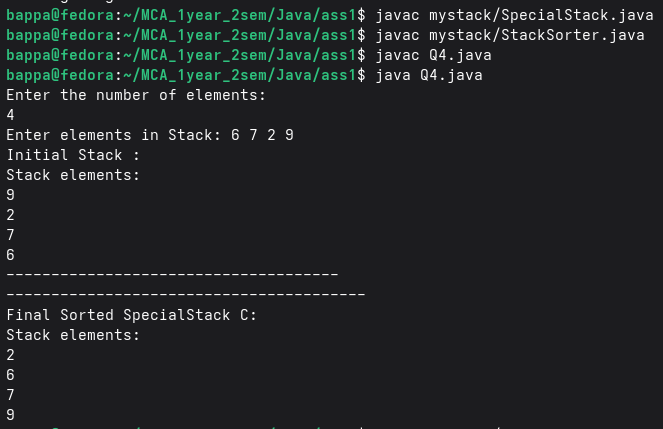 bappa@fedora:~/MCA_1year_2sem/Java/ass1$ javac mystack/SpecialStack.java
bappa@fedora:~/MCA_1year_2sem/Java/ass1$ javac mystack/StackSorter.java
bappa@fedora:~/MCA_1year_2sem/Java/ass1$ javac Q4.java
bappa@fedora:~/MCA_1year_2sem/Java/ass1$ java Q4.java
Enter the number of elements:
4
Enter elements in Stack: 6 7 2 9
Initial Stack :
Stack elements:
9
2
7
6
-------------------------------------
----------------------------------------
Final Sorted SpecialStack C:
Stack elements:
2
6
7
9